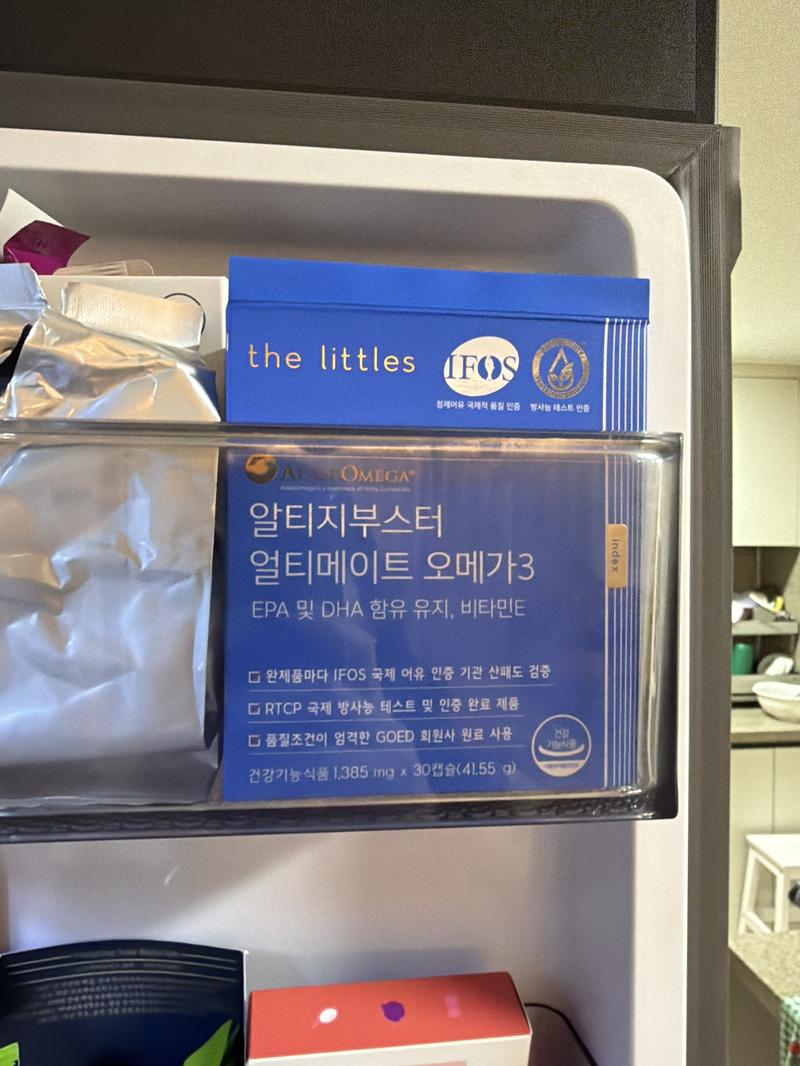 the littles
IFOS
정제어유 국제적 품질 인증
방사능 테스트 인증
ALASKOMEGA®
알티지부스터
얼티메이트 오메가3
index
EPA 및 DHA 함유 유지, 비타민E
완제품마다 IFOS 국제 어유 인증 기관 산패도 검증
RTCP 국제 방사능 테스트 및 인증 완료 제품
품질조건이 엄격한 GOED 회원사 원료 사용
건강
기능식품
건강기능식품 1,385 mg x 30캡슐(41.55 g)